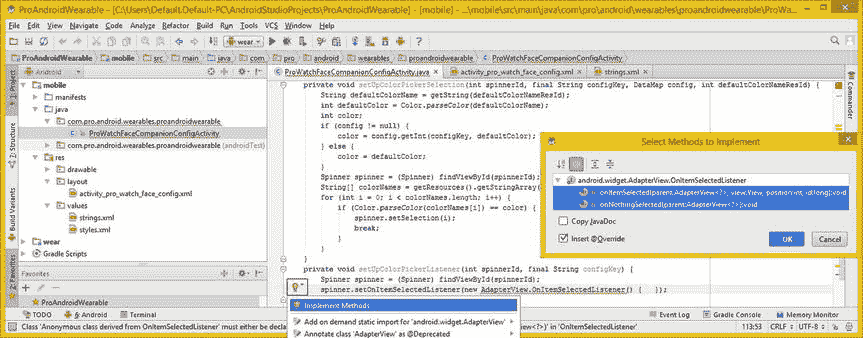 ProAndroidWearable - [C:\Users\Default.Default-PC\AndroidStudioProjects\ProAndroidWearable] - [mobile] - ...\mobile\src\main\java\com\pro\android\wearables\proandroidwearable\ProWa...
File Edit View Navigate Code Analyze Refactor Build Run Tools VCS Window Help
wear
ProAndroidWearable mobile src main java com pro android wearables proandroidwearable ProWatchFaceCompanionConfigActivity
Android
ProWatchFaceCompanionConfigActivity.java activity_pro_watch_face_config.xml strings.xml
1: Project
Structure
Build Variants
2: Favorites
Commander
mobile
manifests
java
com.pro.android.wearables.proandroidwearable
ProWatchFaceCompanionConfigActivity
com.pro.android.wearables.proandroidwearable (androidTest)
res
drawable
layout
activity_pro_watch_face_config.xml
values
strings.xml
styles.xml
wear
Gradle Scripts
Favorites
ProAndroidWearable
private void setUpColorPickerSelection(int spinnerId, final String configKey, DataMap config, int defaultColorNameResId) {
String defaultColorName = getString(defaultColorNameResId);
int defaultColor = Color.parseColor(defaultColorName);
int color;
if (config != null) {
color = config.getInt(configKey, defaultColor);
} else {
color = defaultColor;
}
Spinner spinner = (Spinner) findViewById(spinnerId);
String[] colorNames = getResources().getStringArray(
for (int i = 0; i < colorNames.length; i++) {
if (Color.parseColor(colorNames[i]) == color) {
spinner.setSelection(i);
break;
}
}
}
private void setUpColorPickerListener(int spinnerId, final String configKey) {
Spinner spinner = (Spinner) findViewById(spinnerId);
spinner.setOnItemSelectedListener(new AdapterView.OnItemSelectedListener() { });
Implement Methods
Add on demand static import for 'android.widget.AdapterView'
Annotate class 'AdapterView' as @Deprecated
Select Methods to Implement
android.widget.AdapterView.OnItemSelectedListener
onItemSelected(parent:AdapterView<?>, view:View, position:int, id:long):void
onNothingSelected(parent:AdapterView<?>):void
Copy JavaDoc
Insert @Override
OK Cancel
TODO 6: Android Terminal
Event Log Gradle Console Memory Monitor
Class 'Anonymous class derived from OnItemSelectedListener' must either be decla
w<?>)' in 'OnItemSelectedListener'
113:53 CRLF UTF-8